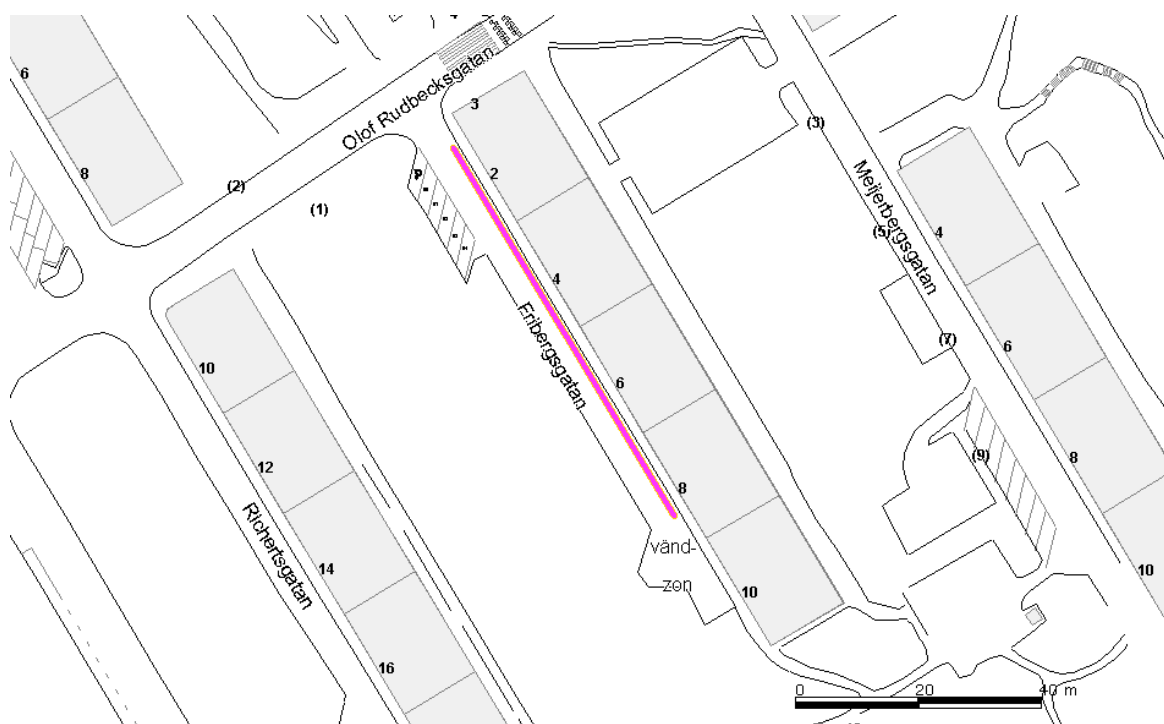 6
8
(2)
(1)
Olof Rudbecksgatan
3
2
4
6
8
10
Fribergsgatan
vänd-
zon
P
10
12
14
16
Richertsgatan
(3)
(5)
(7)
(9)
Meijerbergsgatan
4
6
8
10
0 20 40 m